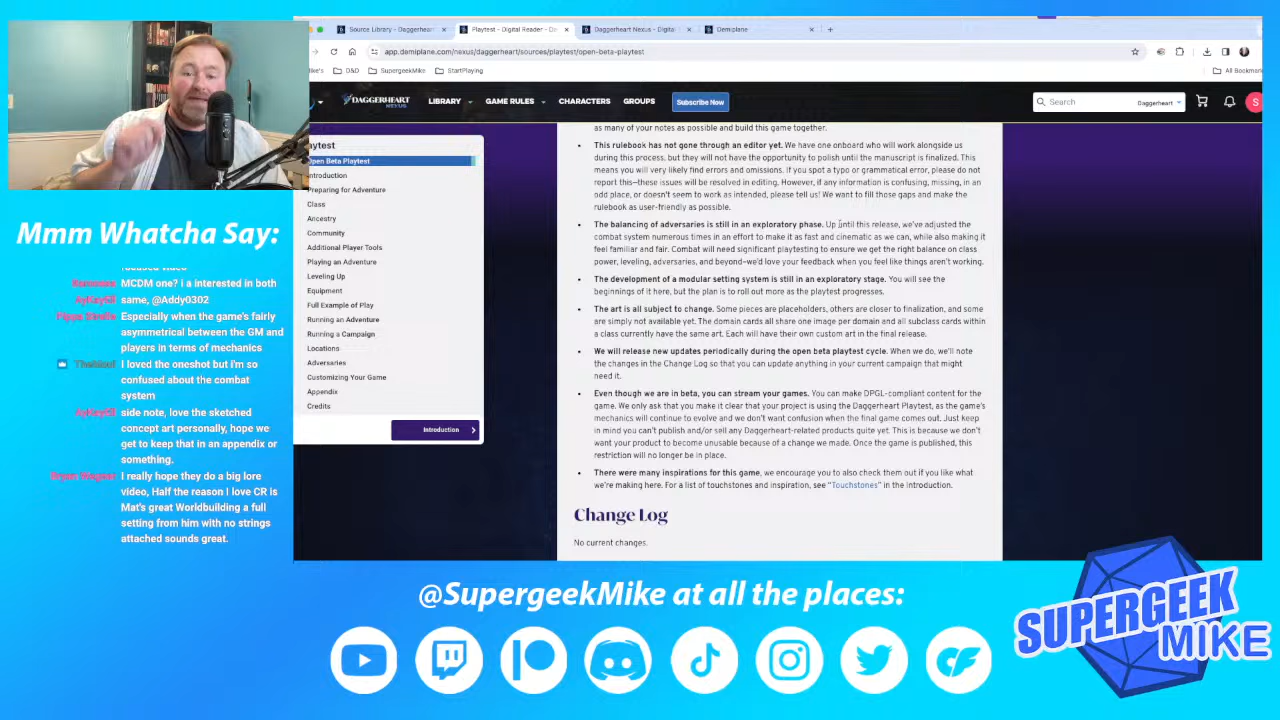 Source Library - Daggerheart
Playtest - Digital Reader - De
Daggerheart Nexus - Digital
Demiplane
app.demiplane.com/nexus/daggerheart/sources/playtest/open-beta-playtest
D&D
SupergeekMike
StartPlaying
All Bookmar
DAGGERHEART
NEXUS
LIBRARY
GAME RULES
CHARACTERS
GROUPS
Subscribe Now
Search
Daggerheart
S
aytest
Open Beta Playtest
Introduction
Preparing for Adventure
Class
Ancestry
Community
Additional Player Tools
Playing an Adventure
Leveling Up
Equipment
Full Example of Play
Running an Adventure
Running a Campaign
Locations
Adversaries
Customizing Your Game
Appendix
Credits
Introduction
as many of your notes as possible and build this game together.
• This rulebook has not gone through an editor yet. We have one onboard who will work alongside us
during this process, but they will not have the opportunity to polish until the manuscript is finalized. This
means you will very likely find errors and omissions. If you spot a typo or grammatical error, please do not
report this—these issues will be resolved in editing. However, if any information is confusing, missing, in an
odd place, or doesn't seem to work as intended, please tell us! We want to fill those gaps and make the
rulebook as user-friendly as possible.
• The balancing of adversaries is still in an exploratory phase. Up until this release, we've adjusted the
combat system numerous times in an effort to make it as fast and cinematic as we can, while also making it
feel familiar and fair. Combat will need significant playtesting to ensure we get the right balance on class
power, leveling, adversaries, and beyond—we'd love your feedback when you feel like things aren't working.
• The development of a modular setting system is still in an exploratory stage. You will see the
beginnings of it here, but the plan is to roll out more as the playtest progresses.
• The art is all subject to change. Some pieces are placeholders, others are closer to finalization, and some
are simply not available yet. The domain cards all share one image per domain and all subclass cards within
a class currently have the same art. Each will have their own custom art in the final release.
• We will release new updates periodically during the open beta playtest cycle. When we do, we'll note
the changes in the Change Log so that you can update anything in your current campaign that might
need it.
• Even though we are in beta, you can stream your games. You can make DPGL-compliant content for the
game. We only ask that you make it clear that your project is using the Daggerheart Playtest, as the game's
mechanics will continue to evolve and we don't want confusion when the final game comes out. Just keep
in mind you can't publish and/or sell any Daggerheart-related products quite yet. This is because we don't
want your product to become unusable because of a change we made. Once the game is published, this
restriction will no longer be in place.
• There were many inspirations for this game, we encourage you to also check them out if you like what
we're making here. For a list of touchstones and inspiration, see "Touchstones" in the Introduction.
Change Log
No current changes.
Mmm Whatcha Say:
MCDM one? i a interested in both
same, @Addy0302
Especially when the game's fairly
asymmetrical between the GM and
players in terms of mechanics
I loved the oneshot but i'm so
confused about the combat
system
side note, love the sketched
concept art personally, hope we
get to keep that in an appendix or
something.
I really hope they do a big lore
video, Half the reason I love CR is
Mat's great Worldbuilding a full
setting from him with no strings
attached sounds great.
@SupergeekMike at all the places:
SUPERGEEK
MIKE